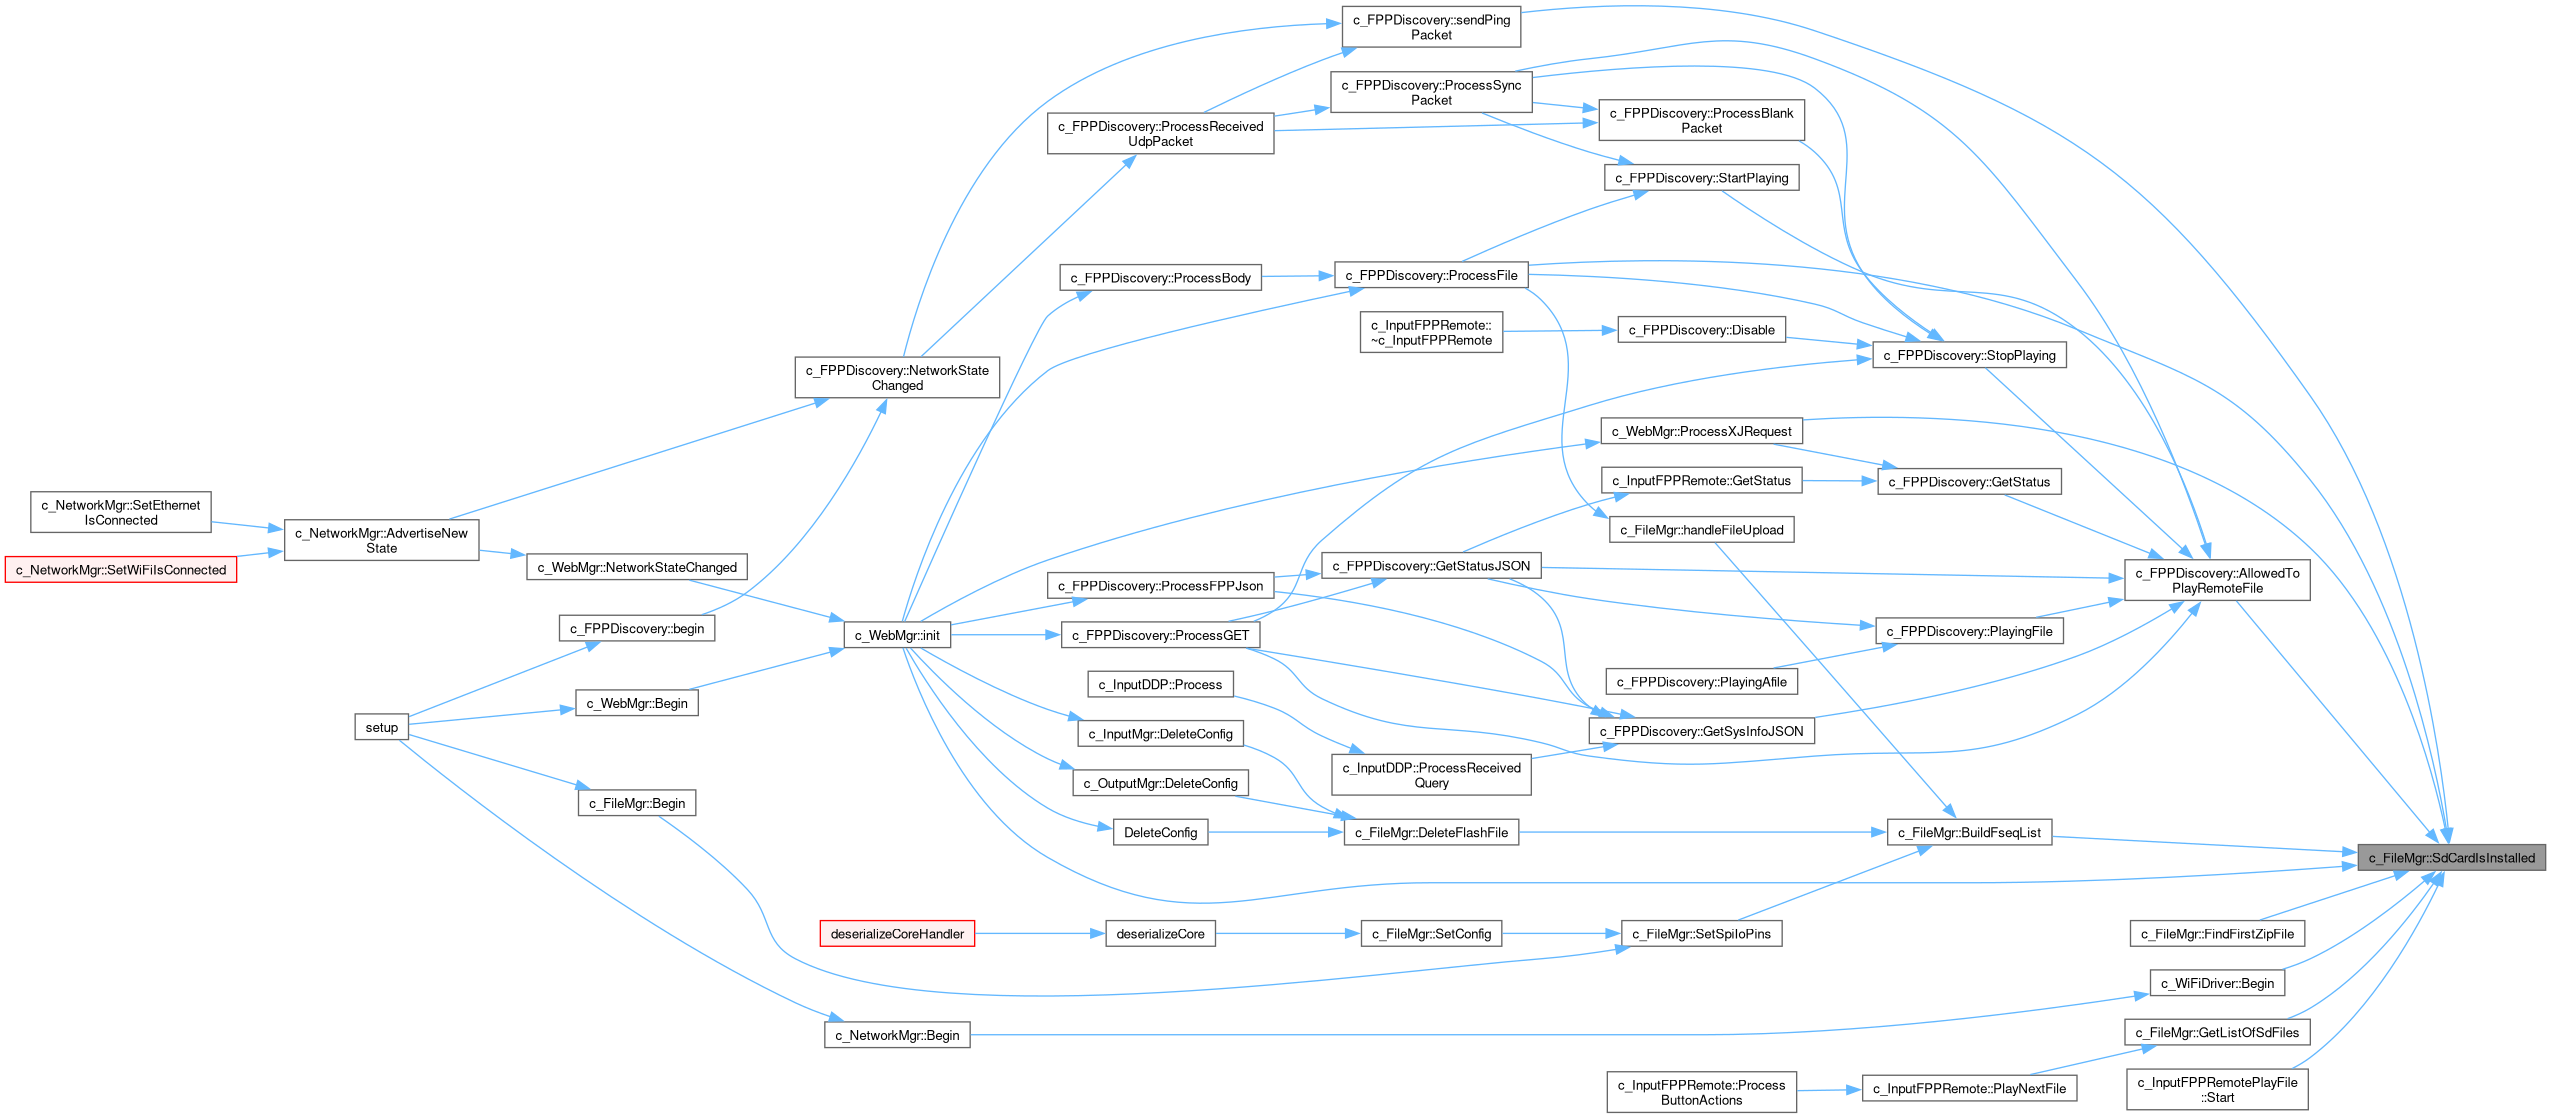 c_FPPDiscovery::sendPing
Packet
c_FPPDiscovery::ProcessSync
Packet
c_FPPDiscovery::ProcessBlank
Packet
c_FPPDiscovery::ProcessReceived
UdpPacket
c_FPPDiscovery::StartPlaying
c_FPPDiscovery::ProcessBody
c_FPPDiscovery::ProcessFile
c_InputFPPRemote::
~c_InputFPPRemote
c_FPPDiscovery::Disable
c_FPPDiscovery::StopPlaying
c_FPPDiscovery::NetworkState
Changed
c_WebMgr::ProcessXJRequest
c_InputFPPRemote::GetStatus
c_FPPDiscovery::GetStatus
c_NetworkMgr::SetEthernet
IsConnected
c_NetworkMgr::AdvertiseNew
State
c_FileMgr::handleFileUpload
c_NetworkMgr::SetWiFiIsConnected
c_WebMgr::NetworkStateChanged
c_FPPDiscovery::GetStatusJSON
c_FPPDiscovery::AllowedTo
PlayRemoteFile
c_FPPDiscovery::ProcessFPPJson
c_FPPDiscovery::begin
c_WebMgr::init
c_FPPDiscovery::ProcessGET
c_FPPDiscovery::PlayingFile
c_InputDDP::Process
c_FPPDiscovery::PlayingAfile
c_WebMgr::Begin
setup
c_InputMgr::DeleteConfig
c_FPPDiscovery::GetSysInfoJSON
c_InputDDP::ProcessReceived
Query
c_OutputMgr::DeleteConfig
c_FileMgr::Begin
DeleteConfig
c_FileMgr::DeleteFlashFile
c_FileMgr::BuildFseqList
c_FileMgr::SdCardIsInstalled
deserializeCoreHandler
deserializeCore
c_FileMgr::SetConfig
c_FileMgr::SetSpiIoPins
c_FileMgr::FindFirstZipFile
c_WiFiDriver::Begin
c_NetworkMgr::Begin
c_FileMgr::GetListOfSdFiles
c_InputFPPRemote::Process
ButtonActions
c_InputFPPRemote::PlayNextFile
c_InputFPPRemotePlayFile
::Start